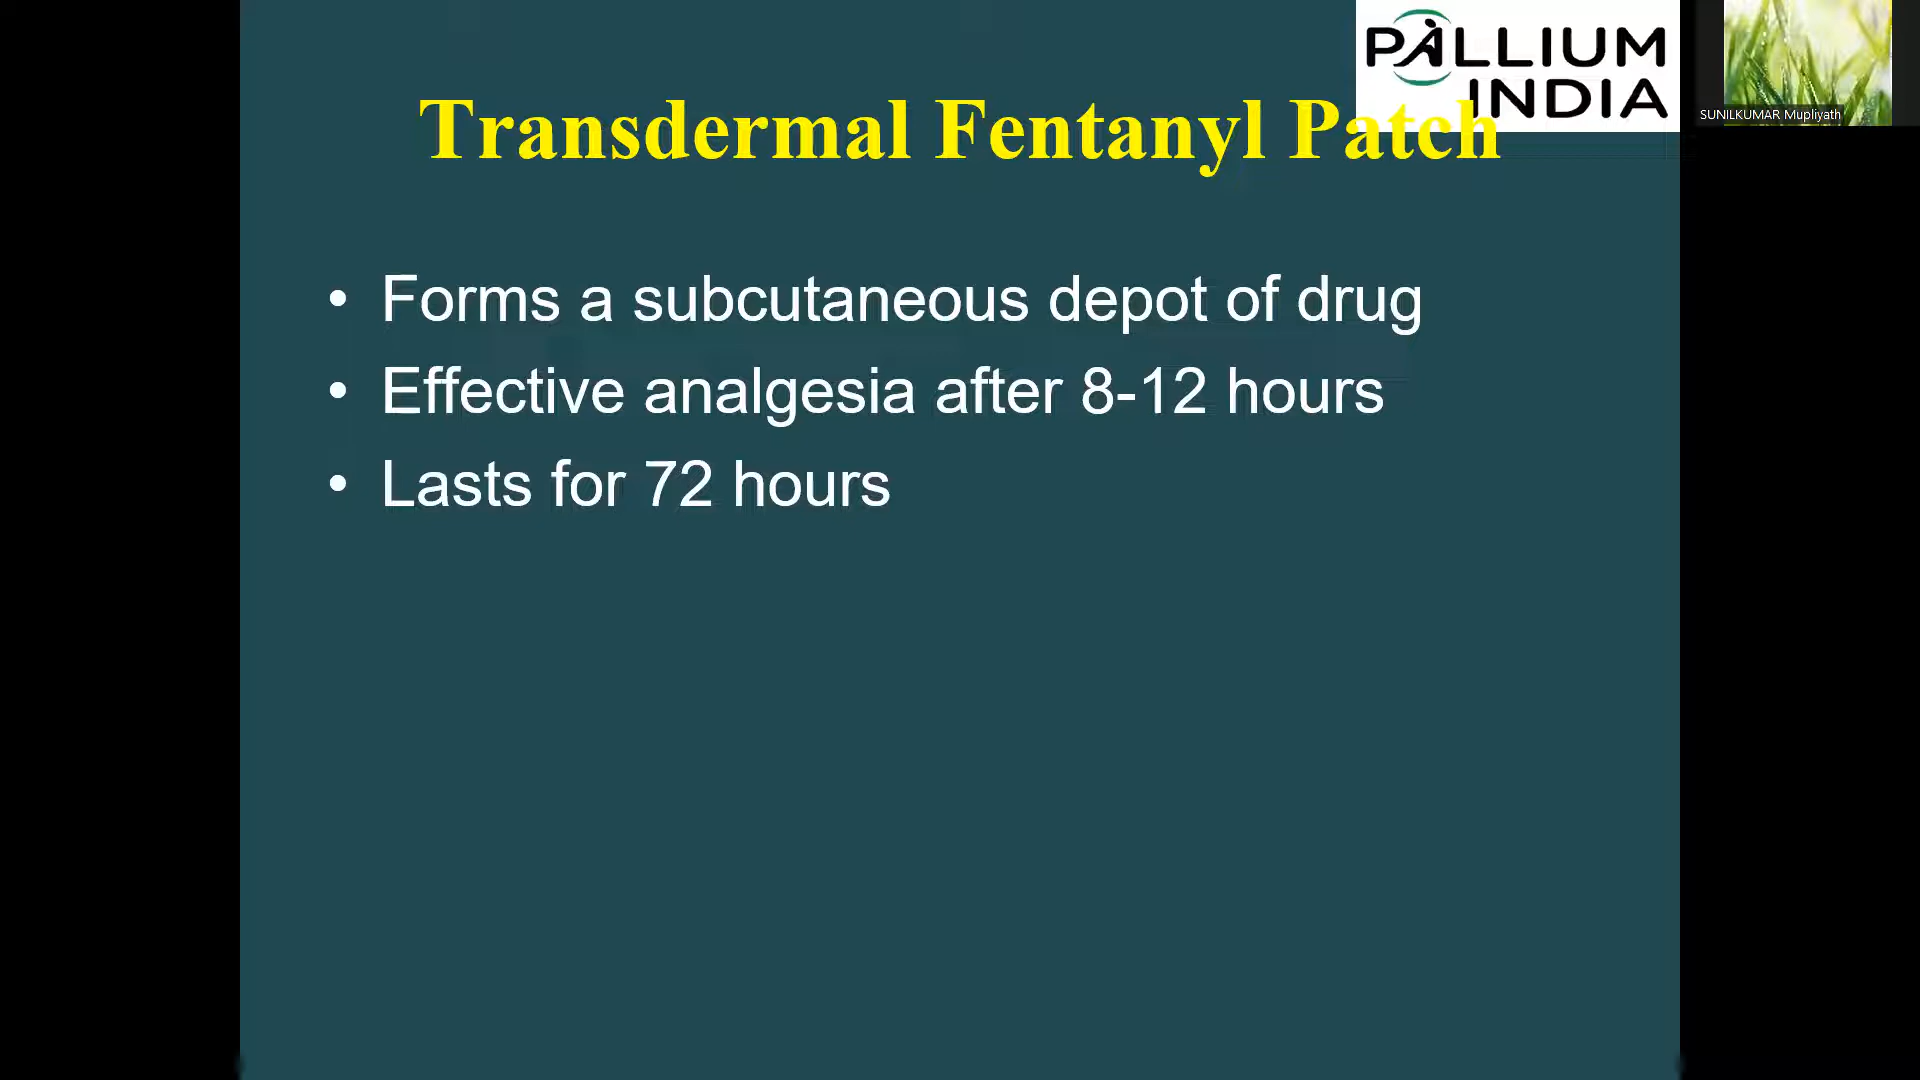 PALLIUM
INDIA
SUNILKUMAR Mupliyath
Transdermal Fentanyl Patch
• Forms a subcutaneous depot of drug
• Effective analgesia after 8-12 hours
• Lasts for 72 hours